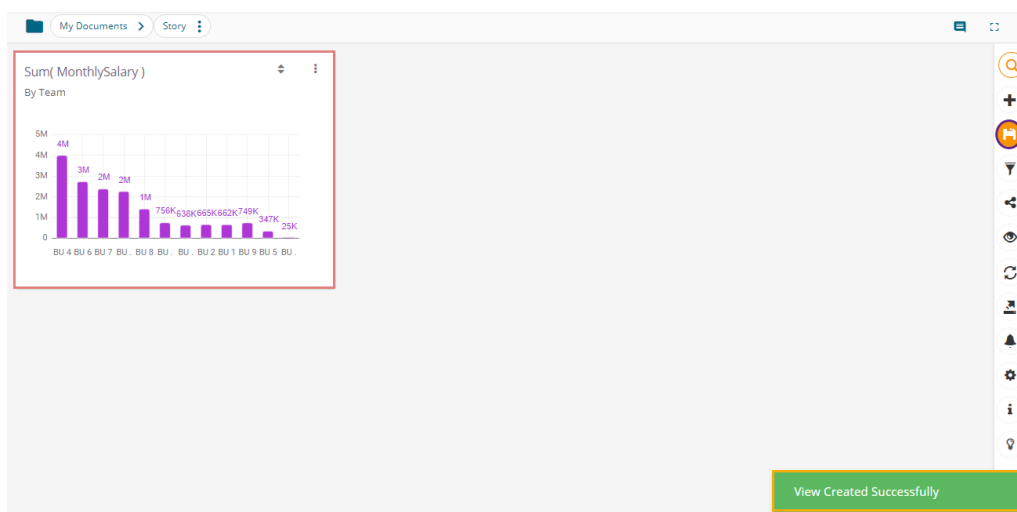 My Documents
Story
Sum( MonthlySalary )
By Team
5M
4M
3M
2M
1M
0
4M
3M
2M
2M
1M
756K
638K
665K
662K
749K
347K
25K
BU 4 BU 6 BU 7 BU . BU 8 BU . BU . BU 2 BU 1 BU 9 BU 5 BU .
View Created Successfully